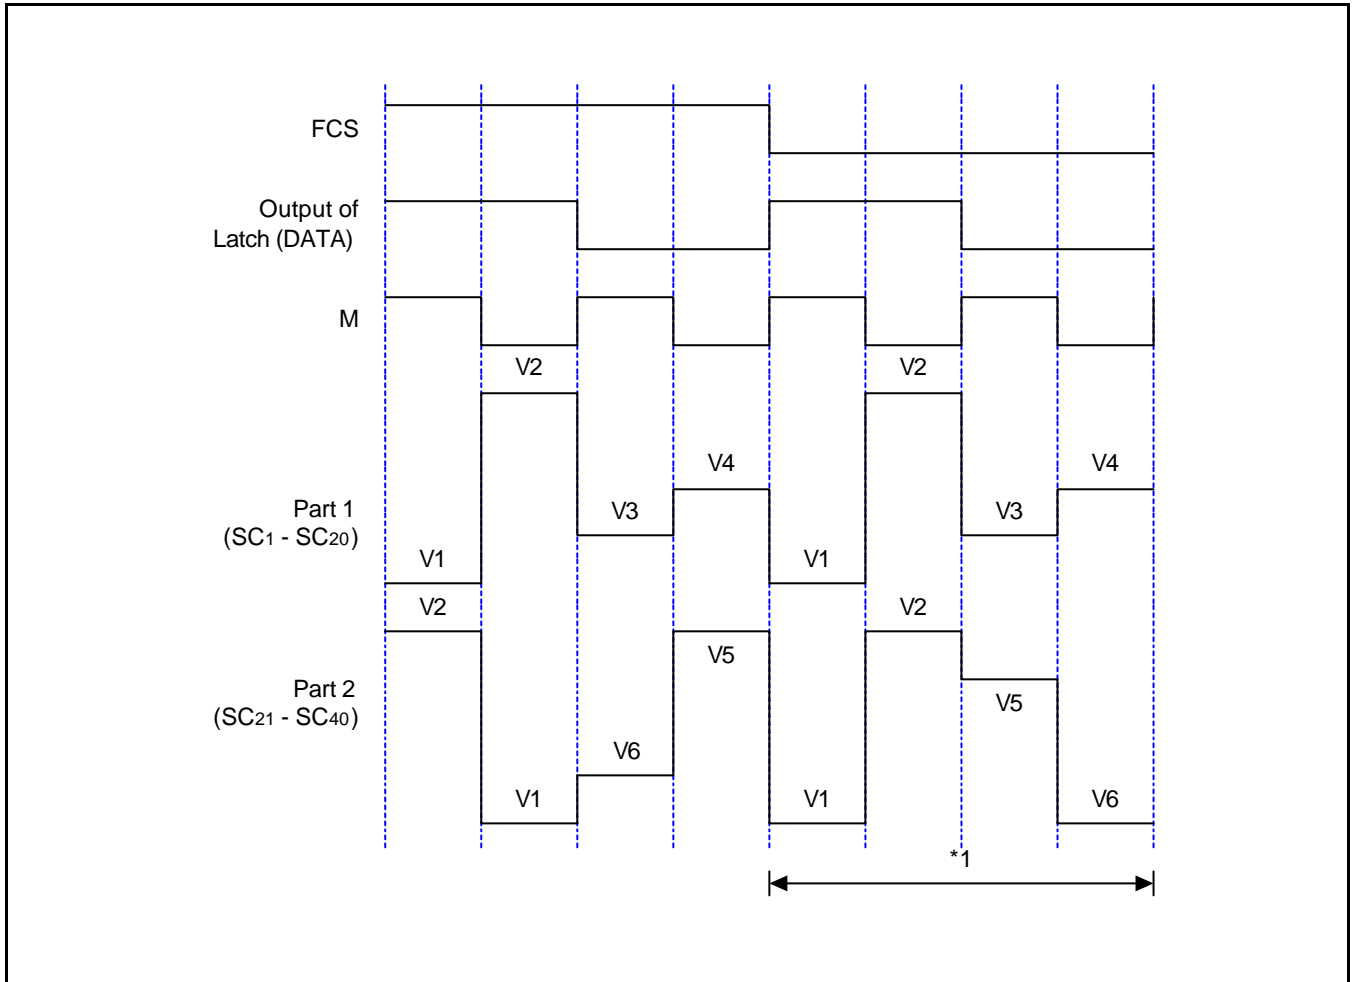 FCS
Output of
Latch (DATA)
M
V2
V2
V4
V4
Part 1
(SC1 - SC20)
V3
V3
V1
V1
V2
V2
V5
Part 2
(SC21 - SC40)
V5
V6
V1
V1
V6
*1